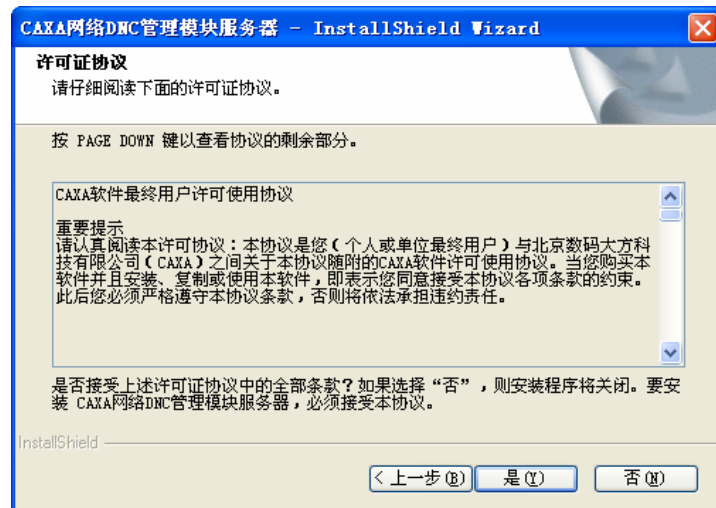 CAXA网络DNC管理模块服务器 - InstallShield Wizard
许可证协议
请仔细阅读下面的许可证协议。
按 PAGE DOWN 键以查看协议的剩余部分。
CAXA软件最终用户许可使用协议
重要提示
请认真阅读本许可协议：本协议是您（个人或单位最终用户）与北京数码大方科
技有限公司（CAXA）之间关于本协议随附的CAXA软件许可使用协议。当您购买本
软件并且安装、复制或使用本软件，即表示您同意接受本协议各项条款的约束。
此后您必须严格遵守本协议条款，否则将依法承担违约责任。
是否接受上述许可证协议中的全部条款？如果选择“否”，则安装程序将关闭。要安
装 CAXA网络DNC管理模块服务器，必须接受本协议。
InstallShield
< 上一步(B) 是(Y) 否(N)